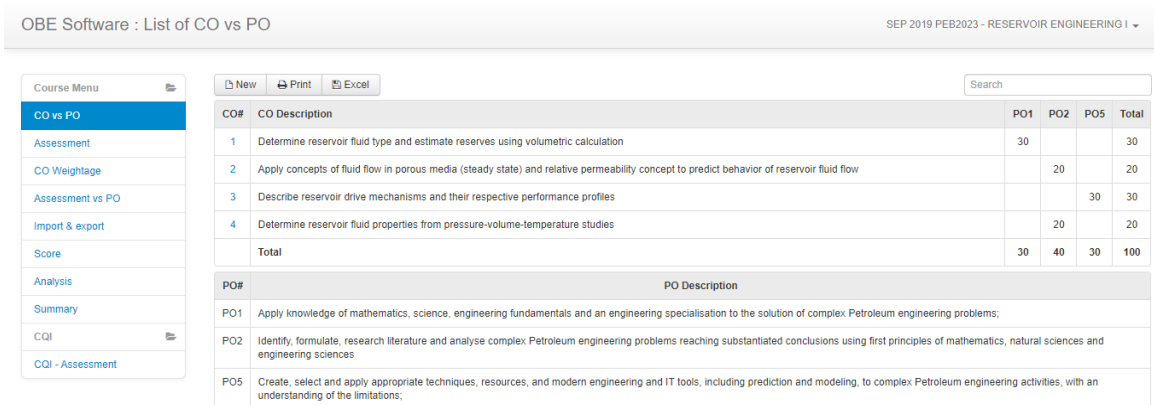 OBE Software : List of CO vs PO
SEP 2019 PEB2023 - RESERVOIR ENGINEERING I
Course Menu
CO vs PO
Assessment
CO Weightage
Assessment vs PO
Import & export
Score
Analysis
Summary
CQI
CQI - Assessment
New Print Excel
Search
CO# CO Description PO1 PO2 PO5 Total
1 Determine reservoir fluid type and estimate reserves using volumetric calculation 30 30
2 Apply concepts of fluid flow in porous media (steady state) and relative permeability concept to predict behavior of reservoir fluid flow 20 20
3 Describe reservoir drive mechanisms and their respective performance profiles 30 30
4 Determine reservoir fluid properties from pressure-volume-temperature studies 20 20
Total 30 40 30 100
PO# PO Description
PO1 Apply knowledge of mathematics, science, engineering fundamentals and an engineering specialisation to the solution of complex Petroleum engineering problems;
PO2 Identify, formulate, research literature and analyse complex Petroleum engineering problems reaching substantiated conclusions using first principles of mathematics, natural sciences and
engineering sciences
PO5 Create, select and apply appropriate techniques, resources, and modern engineering and IT tools, including prediction and modeling, to complex Petroleum engineering activities, with an
understanding of the limitations;